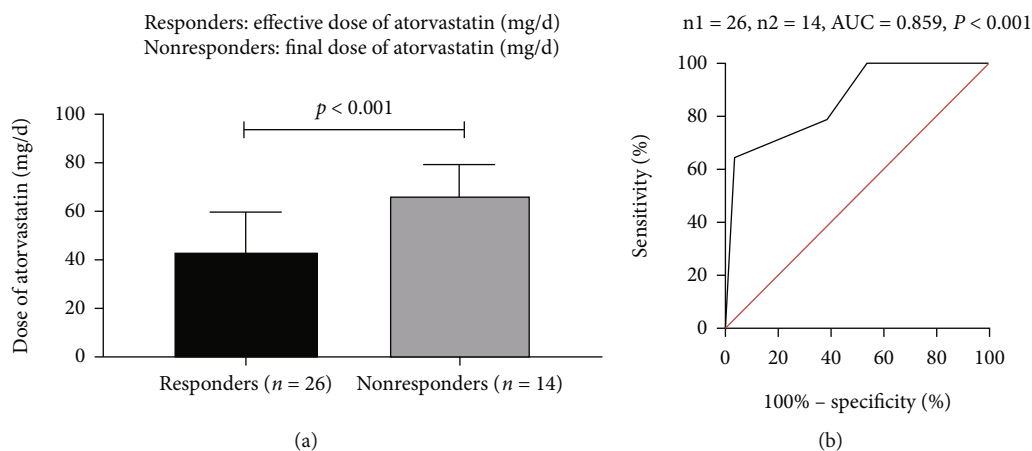 Responders: effective dose of atorvastatin (mg/d)
Nonresponders: final dose of atorvastatin (mg/d)
Dose of atorvastatin (mg/d)
100
80
60
40
20
0
p < 0.001
Responders (n = 26)
Nonresponders (n = 14)
(a)
n1 = 26, n2 = 14, AUC = 0.859, P < 0.001
Sensitivity (%)
100
80
60
40
20
0
0 20 40 60 80 100
100% – specificity (%)
(b)